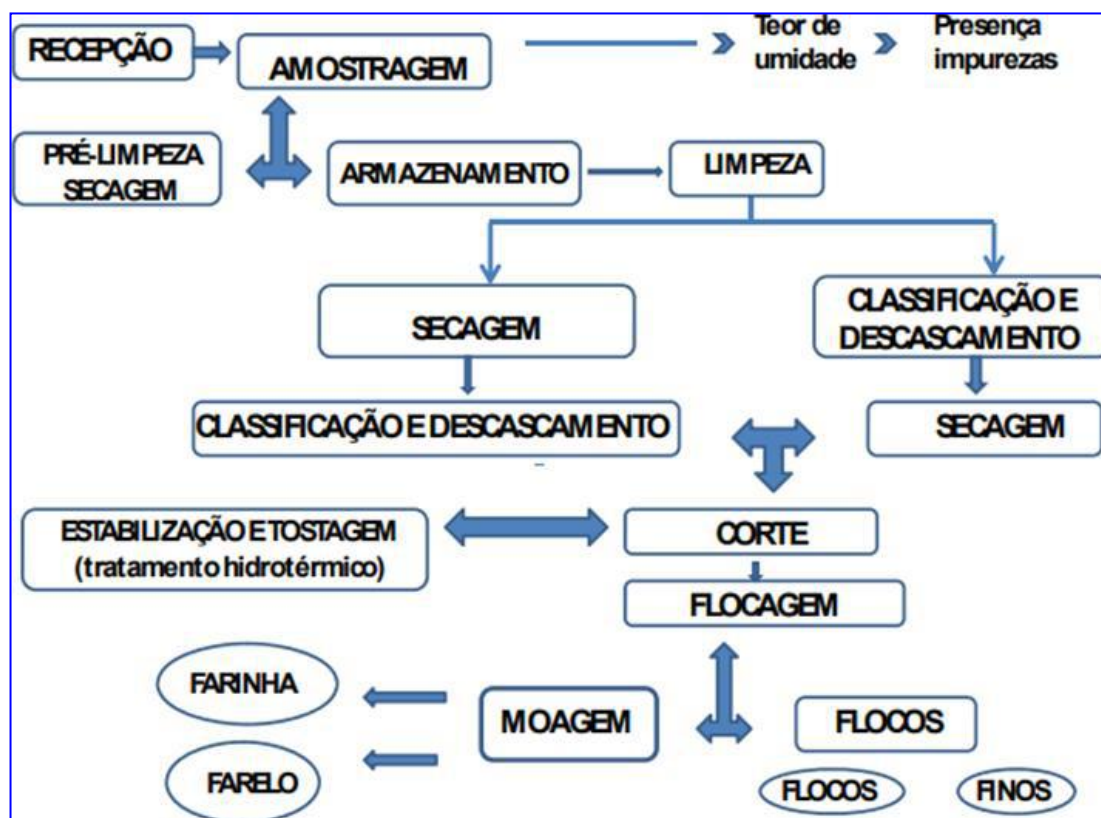 RECEPÇÃO
AMOSTRAGEM
Teor de
umidade
Presença
impurezas
PRÉ-LIMPEZA
SECAGEM
ARMAZENAMENTO
LIMPEZA
SECAGEM
CLASSIFICAÇÃO E
DESCASCAMENTO
CLASSIFICAÇÃO E DESCASCAMENTO
SECAGEM
ESTABILIZAÇÃO E TOSTAGEM
(tratamento hidrotérmico)
CORTE
FLOCAGEM
FARINHA
MOAGEM
FLOCOS
FARELO
FLOCOS
FINOS